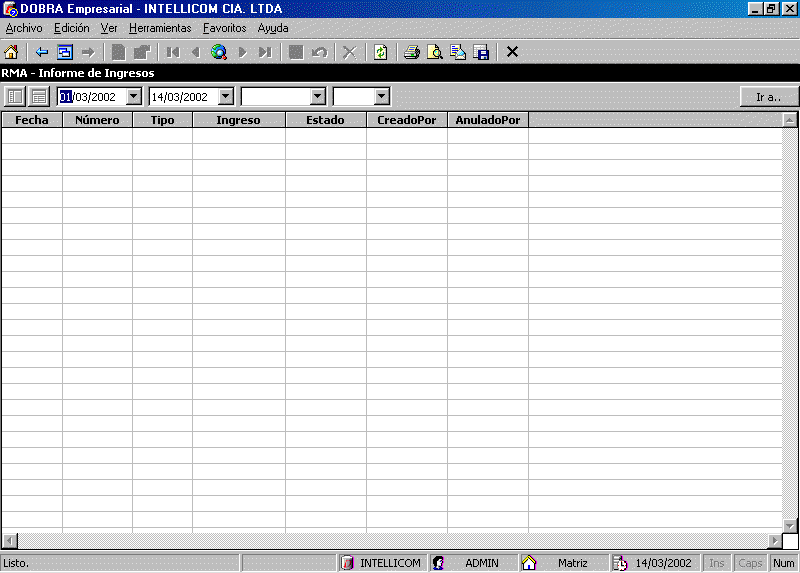 DOBRA Empresarial - INTELLICOM CIA. LTDA
Archivo Edición Ver Herramientas Favoritos Ayuda
RMA - Informe de Ingresos
01/03/2002 14/03/2002 Ir a..
Fecha Número Tipo Ingreso Estado CreadoPor AnuladoPor
Listo. INTELLICOM ADMIN Matriz 14/03/2002 Ins Caps Num